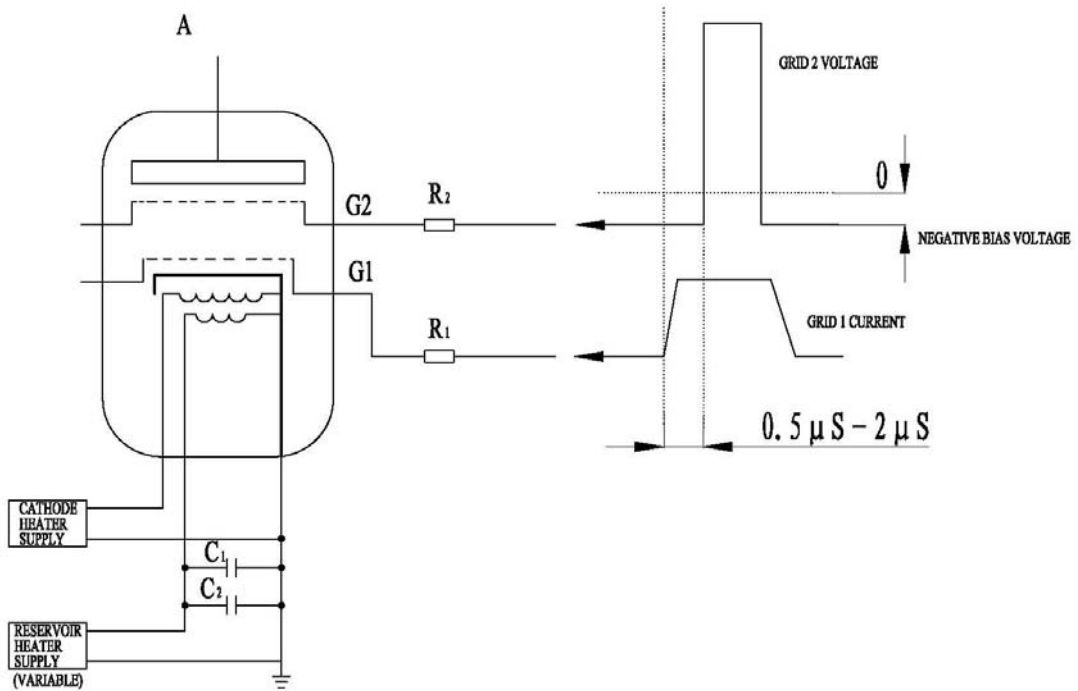 A
GRID 2 VOLTAGE
0
G2
R2
NEGATIVE BIAS VOLTAGE
G1
R1
GRID 1 CURRENT
0.5μS-2μS
CATHODE
HEATER
SUPPLY
C1
C2
RESERVOIR
HEATER
SUPPLY
(VARIABLE)